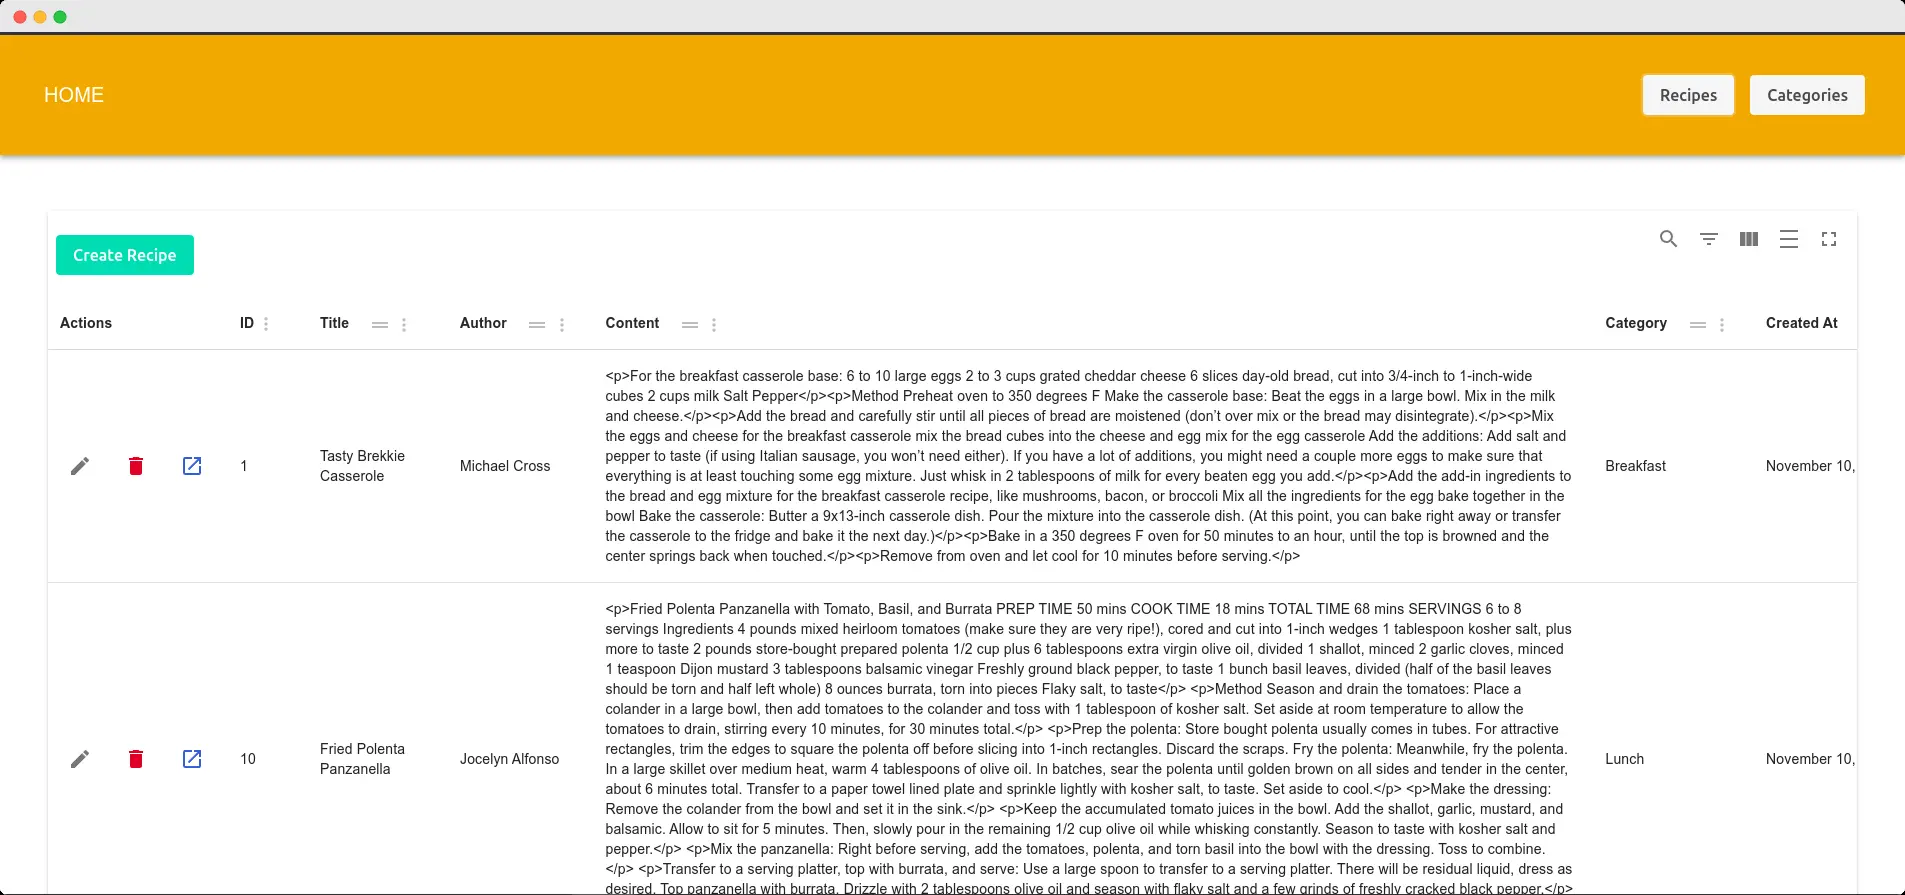 HOME
Recipes
Categories
Create Recipe
Actions
ID
Title
Author
Content
Category
Created At
1
Tasty Brekkie
Casserole
Michael Cross
<p>For the breakfast casserole base: 6 to 10 large eggs 2 to 3 cups grated cheddar cheese 6 slices day-old bread, cut into 3/4-inch to 1-inch-wide
cubes 2 cups milk Salt Pepper</p><p>Method Preheat oven to 350 degrees F Make the casserole base: Beat the eggs in a large bowl. Mix in the milk
and cheese.</p><p>Add the bread and carefully stir until all pieces of bread are moistened (don’t over mix or the bread may disintegrate).</p><p>Mix
the eggs and cheese for the breakfast casserole mix the bread cubes into the cheese and egg mix for the egg casserole Add the additions: Add salt and
pepper to taste (if using Italian sausage, you won’t need either). If you have a lot of additions, you might need a couple more eggs to make sure that
everything is at least touching some egg mixture. Just whisk in 2 tablespoons of milk for every beaten egg you add.</p><p>Add the add-in ingredients to
the bread and egg mixture for the breakfast casserole recipe, like mushrooms, bacon, or broccoli Mix all the ingredients for the egg bake together in the
bowl Bake the casserole: Butter a 9x13-inch casserole dish. Pour the mixture into the casserole dish. (At this point, you can bake right away or transfer
the casserole to the fridge and bake it the next day.)</p><p>Bake in a 350 degrees F oven for 50 minutes to an hour, until the top is browned and the
center springs back when touched.</p><p>Remove from oven and let cool for 10 minutes before serving.</p>
Breakfast
November 10,
10
Fried Polenta
Panzanella
Jocelyn Alfonso
<p>Fried Polenta Panzanella with Tomato, Basil, and Burrata PREP TIME 50 mins COOK TIME 18 mins TOTAL TIME 68 mins SERVINGS 6 to 8
servings Ingredients 4 pounds mixed heirloom tomatoes (make sure they are very ripe!), cored and cut into 1-inch wedges 1 tablespoon kosher salt, plus
more to taste 2 pounds store-bought prepared polenta 1/2 cup plus 6 tablespoons extra virgin olive oil, divided 1 shallot, minced 2 garlic cloves, minced
1 teaspoon Dijon mustard 3 tablespoons balsamic vinegar Freshly ground black pepper, to taste 1 bunch basil leaves, divided (half of the basil leaves
should be torn and half left whole) 8 ounces burrata, torn into pieces Flaky salt, to taste</p> <p>Method Season and drain the tomatoes: Place a
colander in a large bowl, then add tomatoes to the colander and toss with 1 tablespoon of kosher salt. Set aside at room temperature to allow the
tomatoes to drain, stirring every 10 minutes, for 30 minutes total.</p> <p>Prep the polenta: Store bought polenta usually comes in tubes. For attractive
rectangles, trim the edges to square the polenta off before slicing into 1-inch rectangles. Discard the scraps. Fry the polenta: Meanwhile, fry the polenta.
In a large skillet over medium heat, warm 4 tablespoons of olive oil. In batches, sear the polenta until golden brown on all sides and tender in the center,
about 6 minutes total. Transfer to a paper towel lined plate and sprinkle lightly with kosher salt, to taste. Set aside to cool.</p> <p>Make the dressing:
Remove the colander from the bowl and set it in the sink.</p> <p>Keep the accumulated tomato juices in the bowl. Add the shallot, garlic, mustard, and
balsamic. Allow to sit for 5 minutes. Then, slowly pour in the remaining 1/2 cup olive oil while whisking constantly. Season to taste with kosher salt and
pepper.</p> <p>Mix the panzanella: Right before serving, add the tomatoes, polenta, and torn basil into the bowl with the dressing. Toss to combine.
</p> <p>Transfer to a serving platter, top with burrata, and serve: Use a large spoon to transfer to a serving platter. There will be residual liquid, dress as
desired. Top panzanella with burrata. Drizzle with 2 tablespoons olive oil and season with flaky salt and a few grinds of freshly cracked black pepper.</p>
Lunch
November 10,